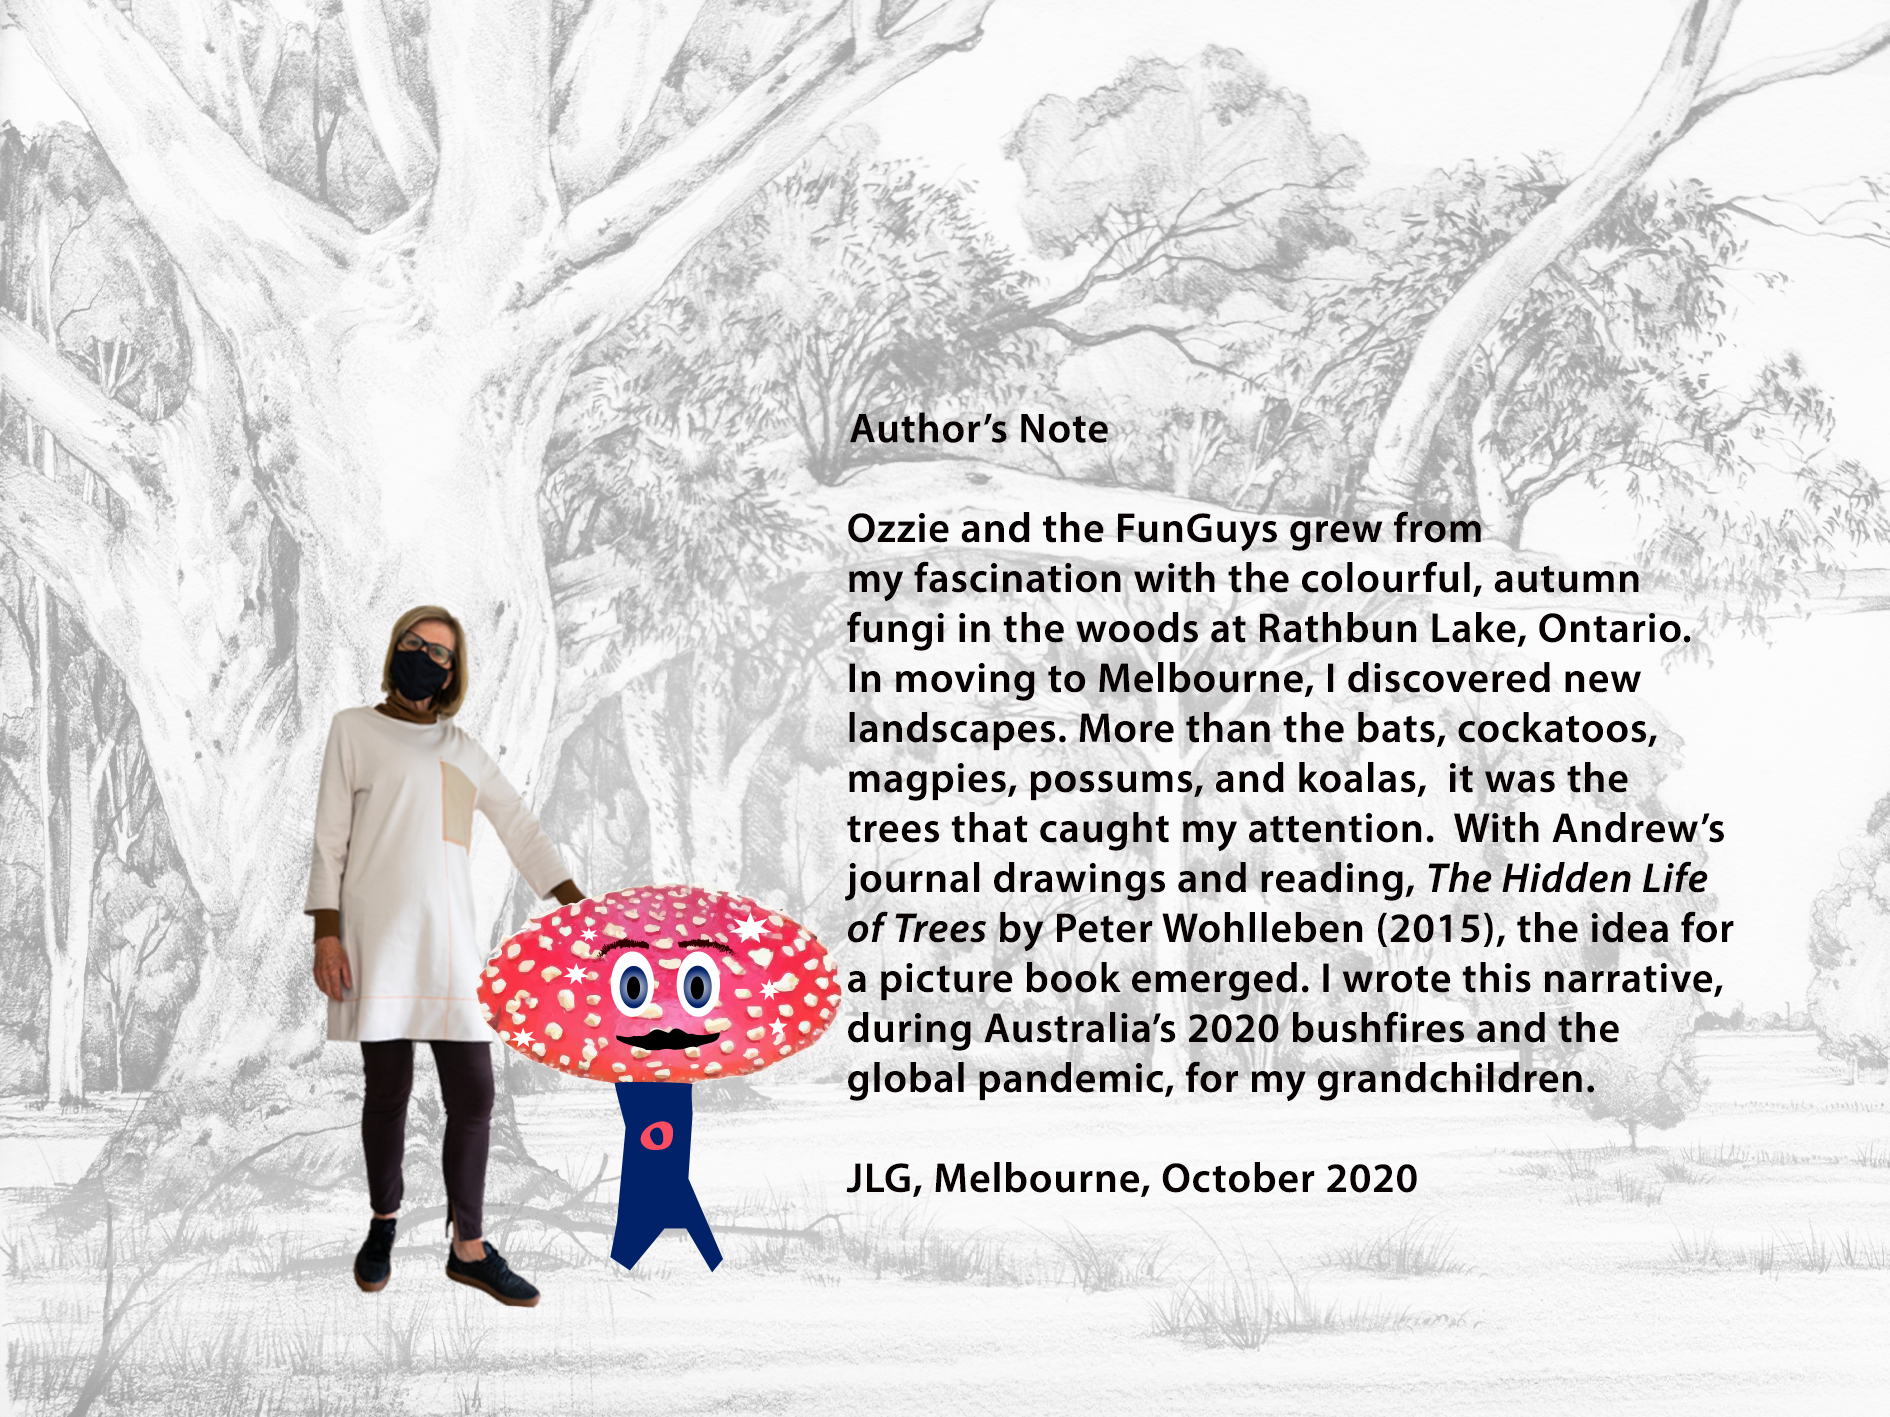 Author’s Note
Ozzie and the FunGuys grew from
my fascination with the colourful, autumn
fungi in the woods at Rathbun Lake, Ontario.
In moving to Melbourne, I discovered new
landscapes. More than the bats, cockatoos,
magpies, possums, and koalas,  it was the
trees that caught my attention.  With Andrew’s
journal drawings and reading, The Hidden Life
of Trees by Peter Wohlleben (2015), the idea for
a picture book emerged. I wrote this narrative,
during Australia’s 2020 bushfires and the
global pandemic, for my grandchildren.
JLG, Melbourne, October 2020
O